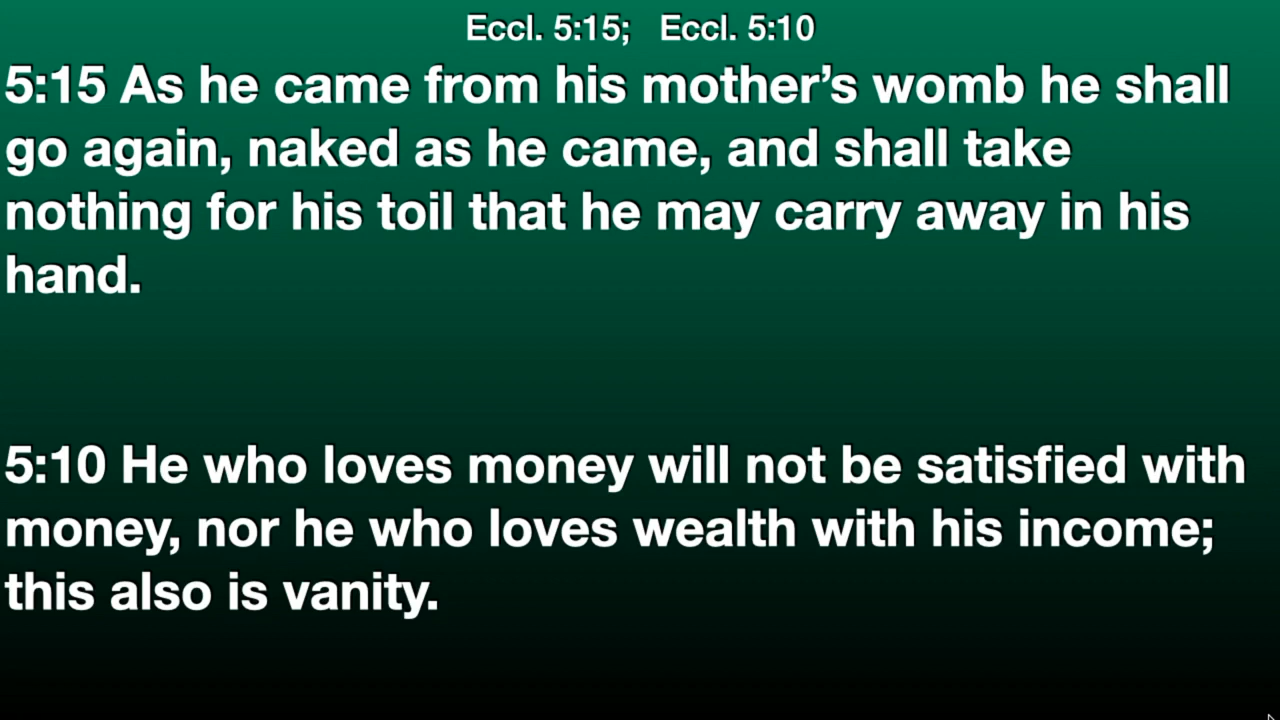 Eccl. 5:15; Eccl. 5:10
5:15 As he came from his mother’s womb he shall
go again, naked as he came, and shall take
nothing for his toil that he may carry away in his
hand.
5:10 He who loves money will not be satisfied with
money, nor he who loves wealth with his income;
this also is vanity.